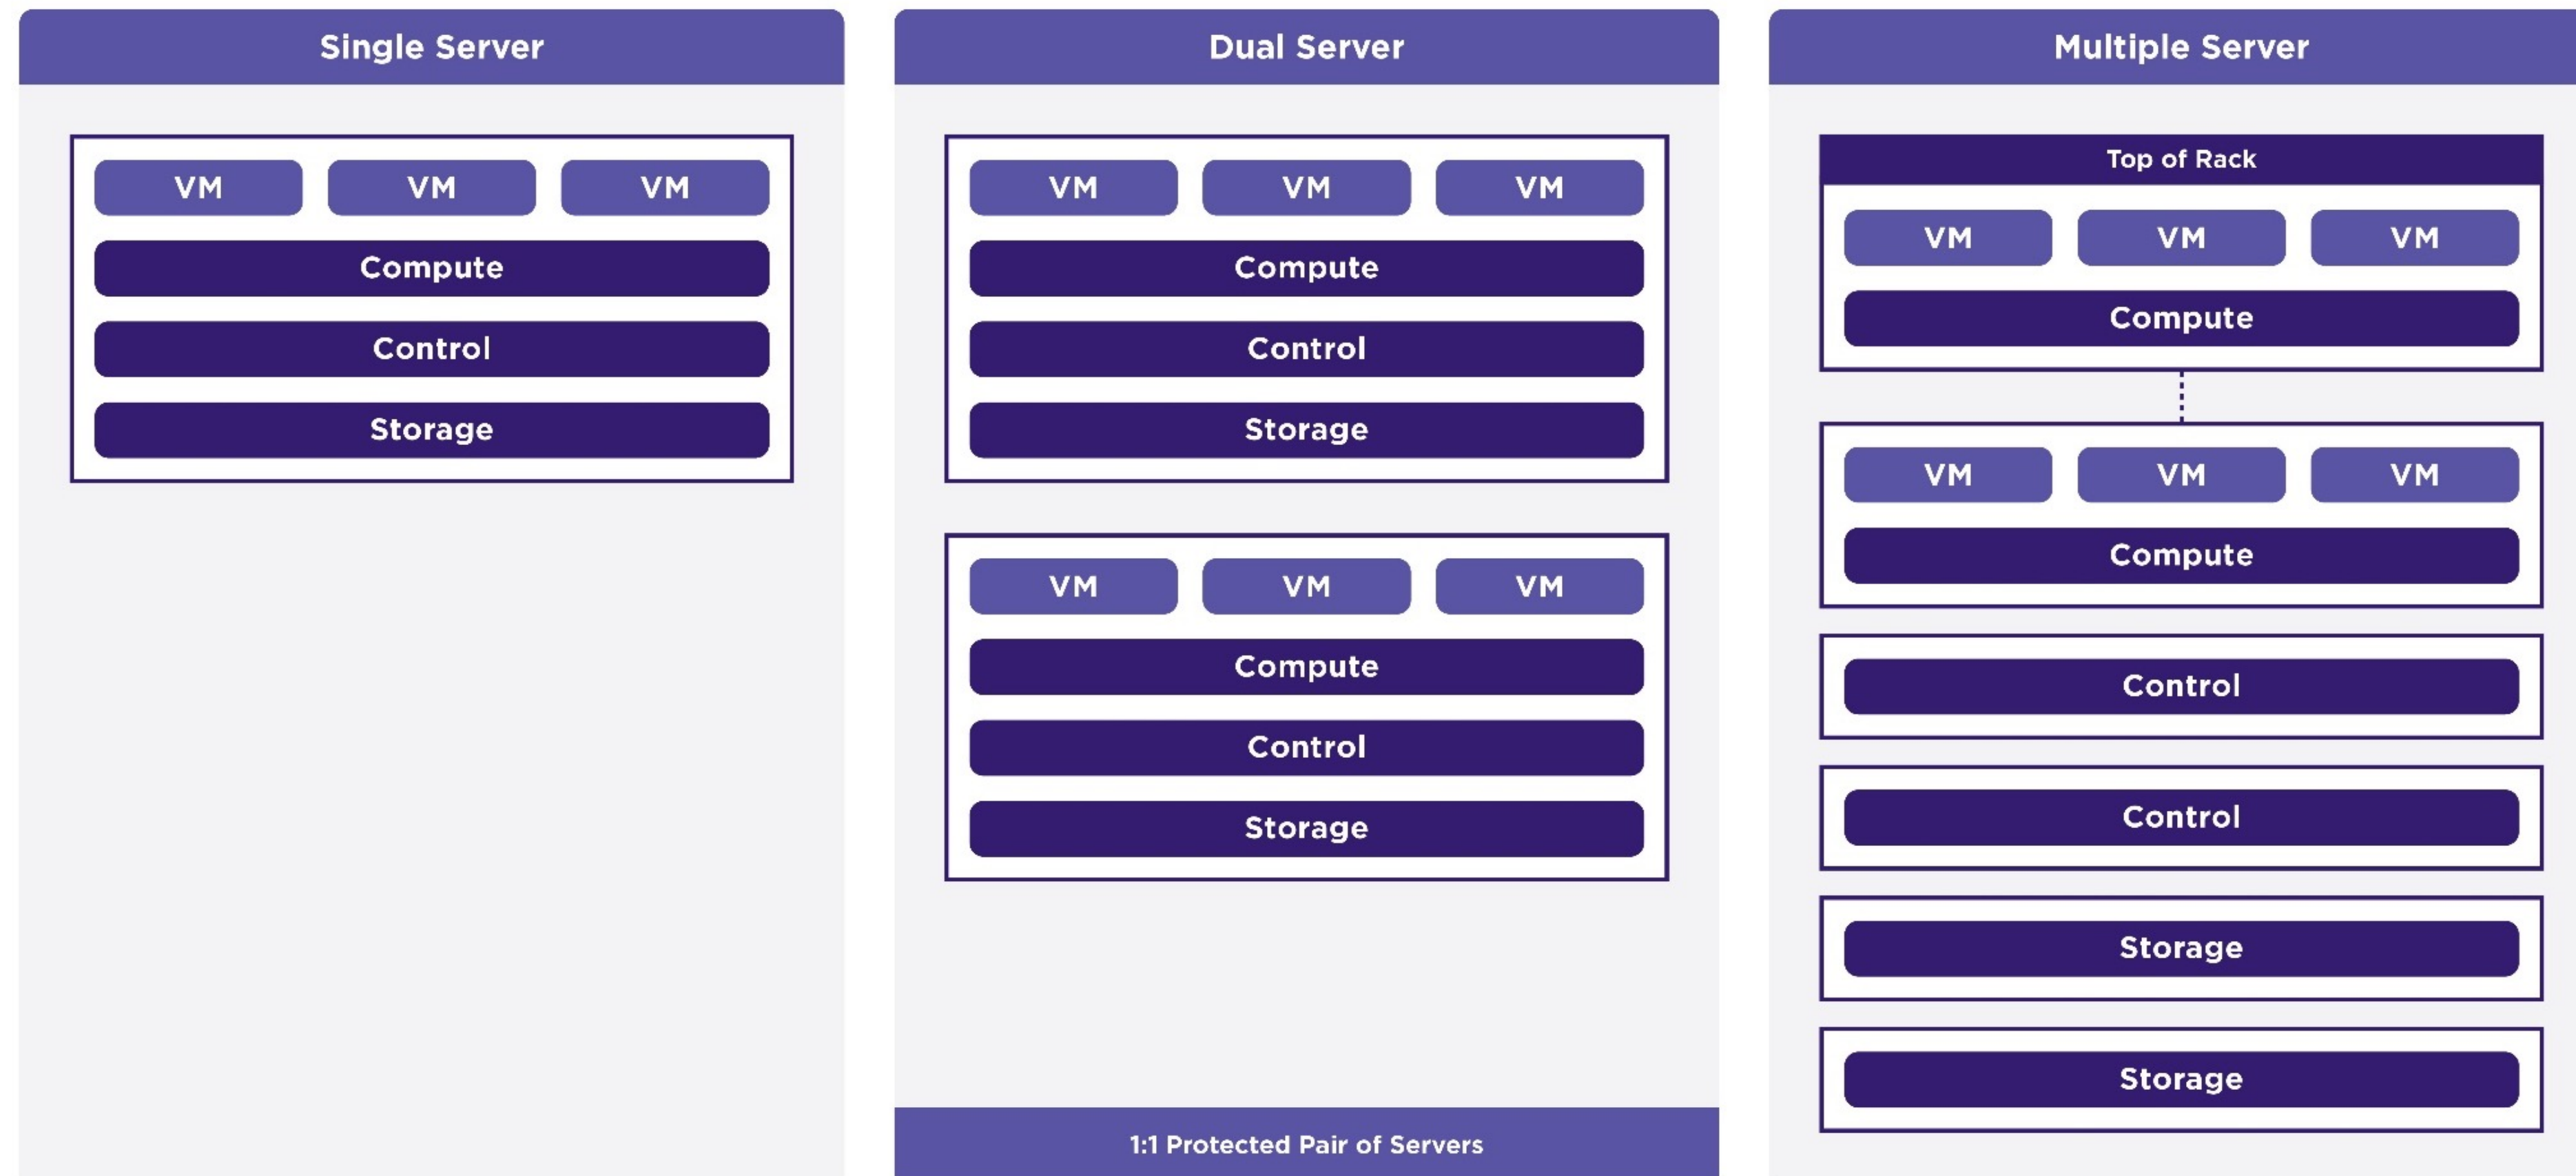 Single Server
VM VM VM
Compute
Control
Storage
Dual Server
VM VM VM
Compute
Control
Storage
VM VM VM
Compute
Control
Storage
1:1 Protected Pair of Servers
Multiple Server
Top of Rack
VM VM VM
Compute
VM VM VM
Compute
Control
Control
Storage
Storage